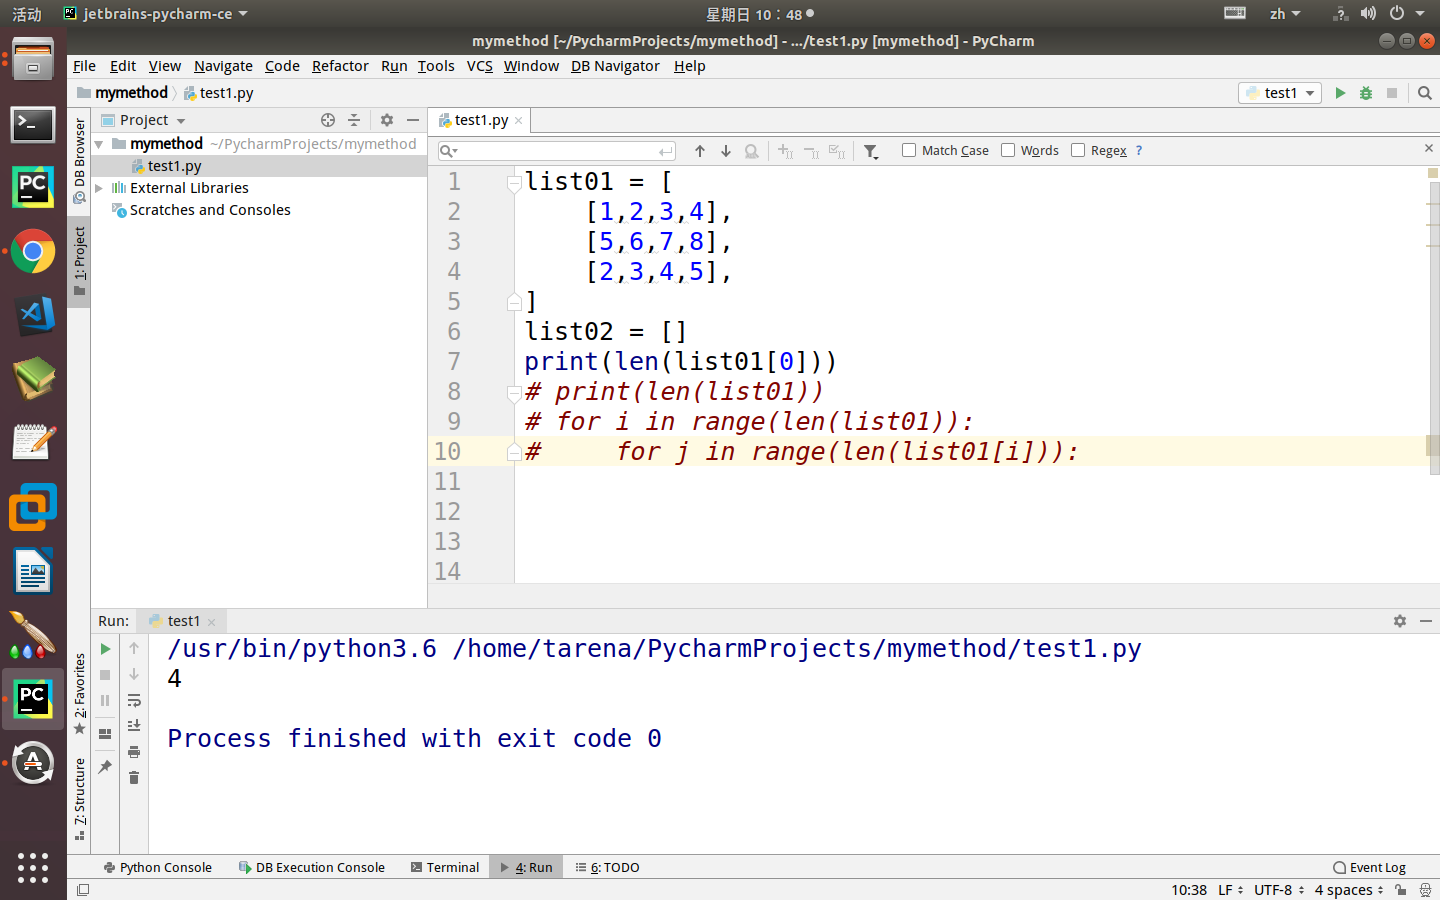 活动 jetbrains-pycharm-ce 星期日 10：48 zh
mymethod [~/PycharmProjects/mymethod] - .../test1.py [mymethod] - PyCharm
File Edit View Navigate Code Refactor Run Tools VCS Window DB Navigator Help
mymethod test1.py test1
DB Browser
1: Project
2: Favorites
7: Structure
Project
mymethod ~/PycharmProjects/mymethod
test1.py
External Libraries
Scratches and Consoles
test1.py
Match Case Words Regex ?
1 list01 = [
2 [1,2,3,4],
3 [5,6,7,8],
4 [2,3,4,5],
5 ]
6 list02 = []
7 print(len(list01[0]))
8 # print(len(list01))
9 # for i in range(len(list01)):
10 #     for j in range(len(list01[i])):
11
12
13
14
Run: test1
/usr/bin/python3.6 /home/tarena/PycharmProjects/mymethod/test1.py
4
Process finished with exit code 0
Python Console DB Execution Console Terminal 4: Run 6: TODO Event Log
10:38 LF UTF-8 4 spaces
PC
PC